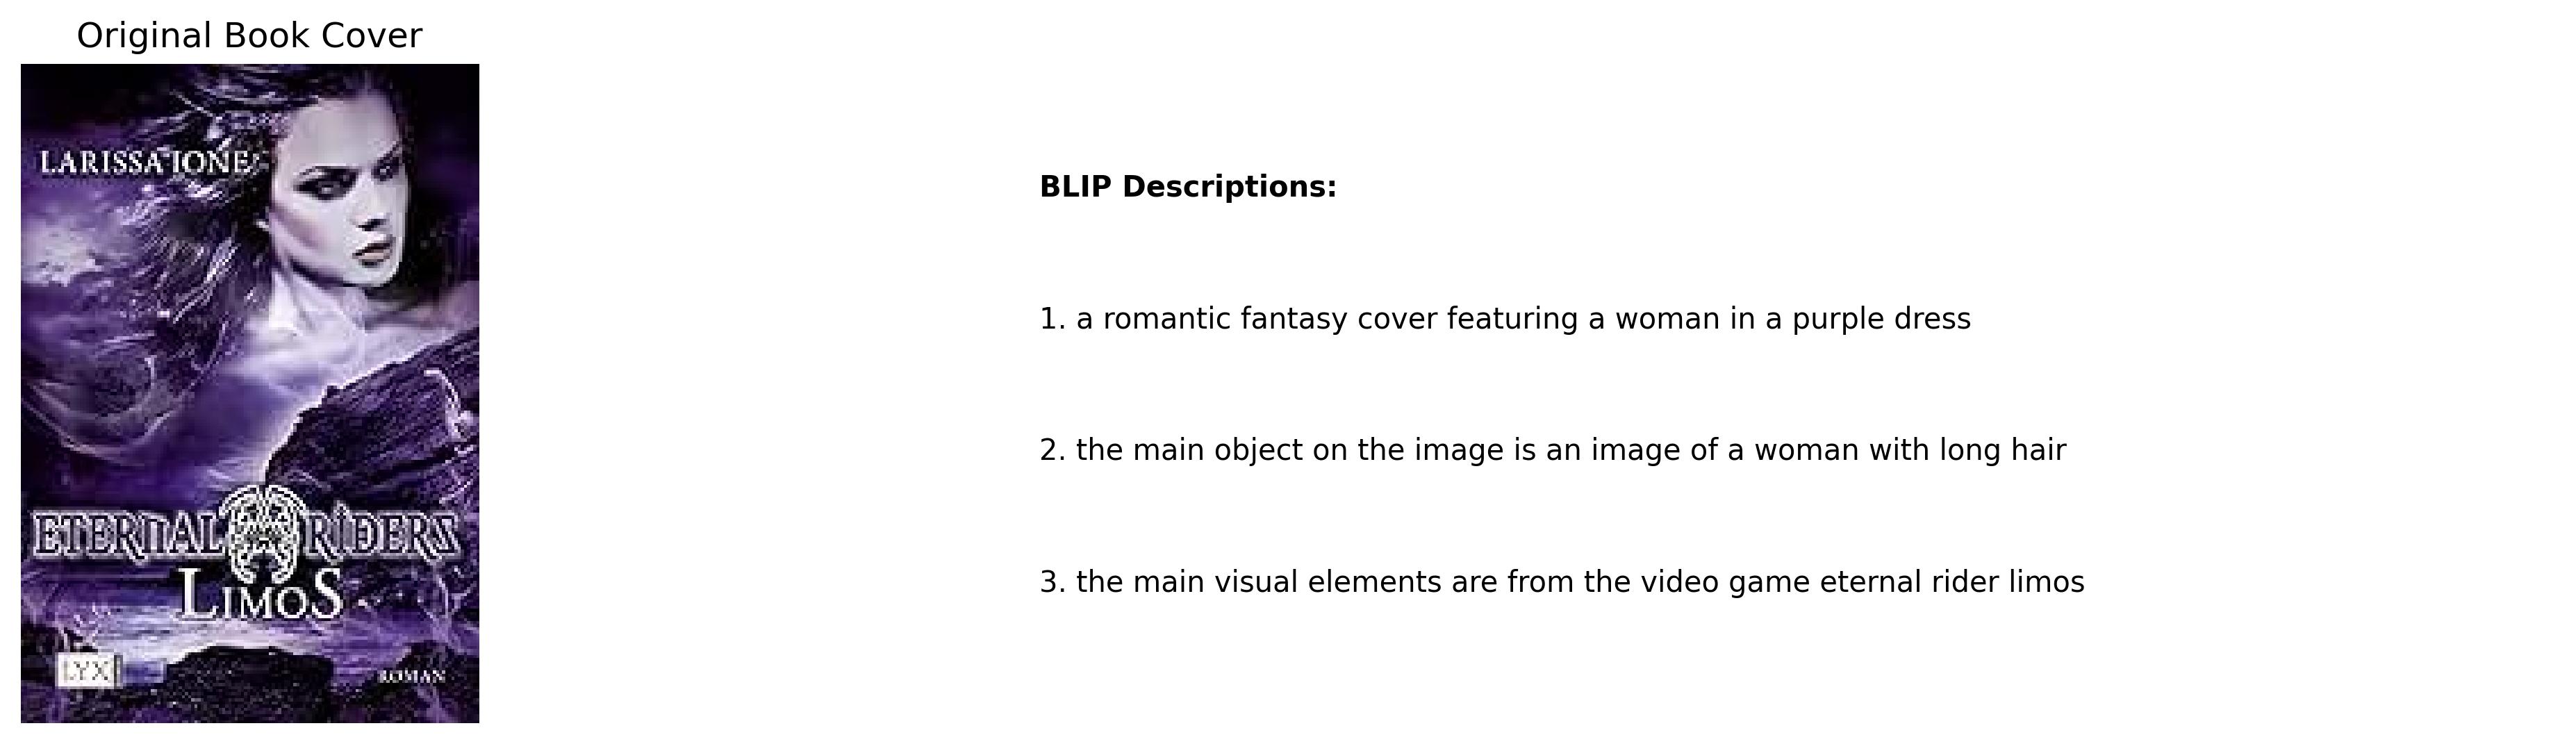 Original Book Cover
LARISSA IONE
ETERNAL RIDERS
LIMOS
LYX
ROMAN
BLIP Descriptions:
1. a romantic fantasy cover featuring a woman in a purple dress
2. the main object on the image is an image of a woman with long hair
3. the main visual elements are from the video game eternal rider limos